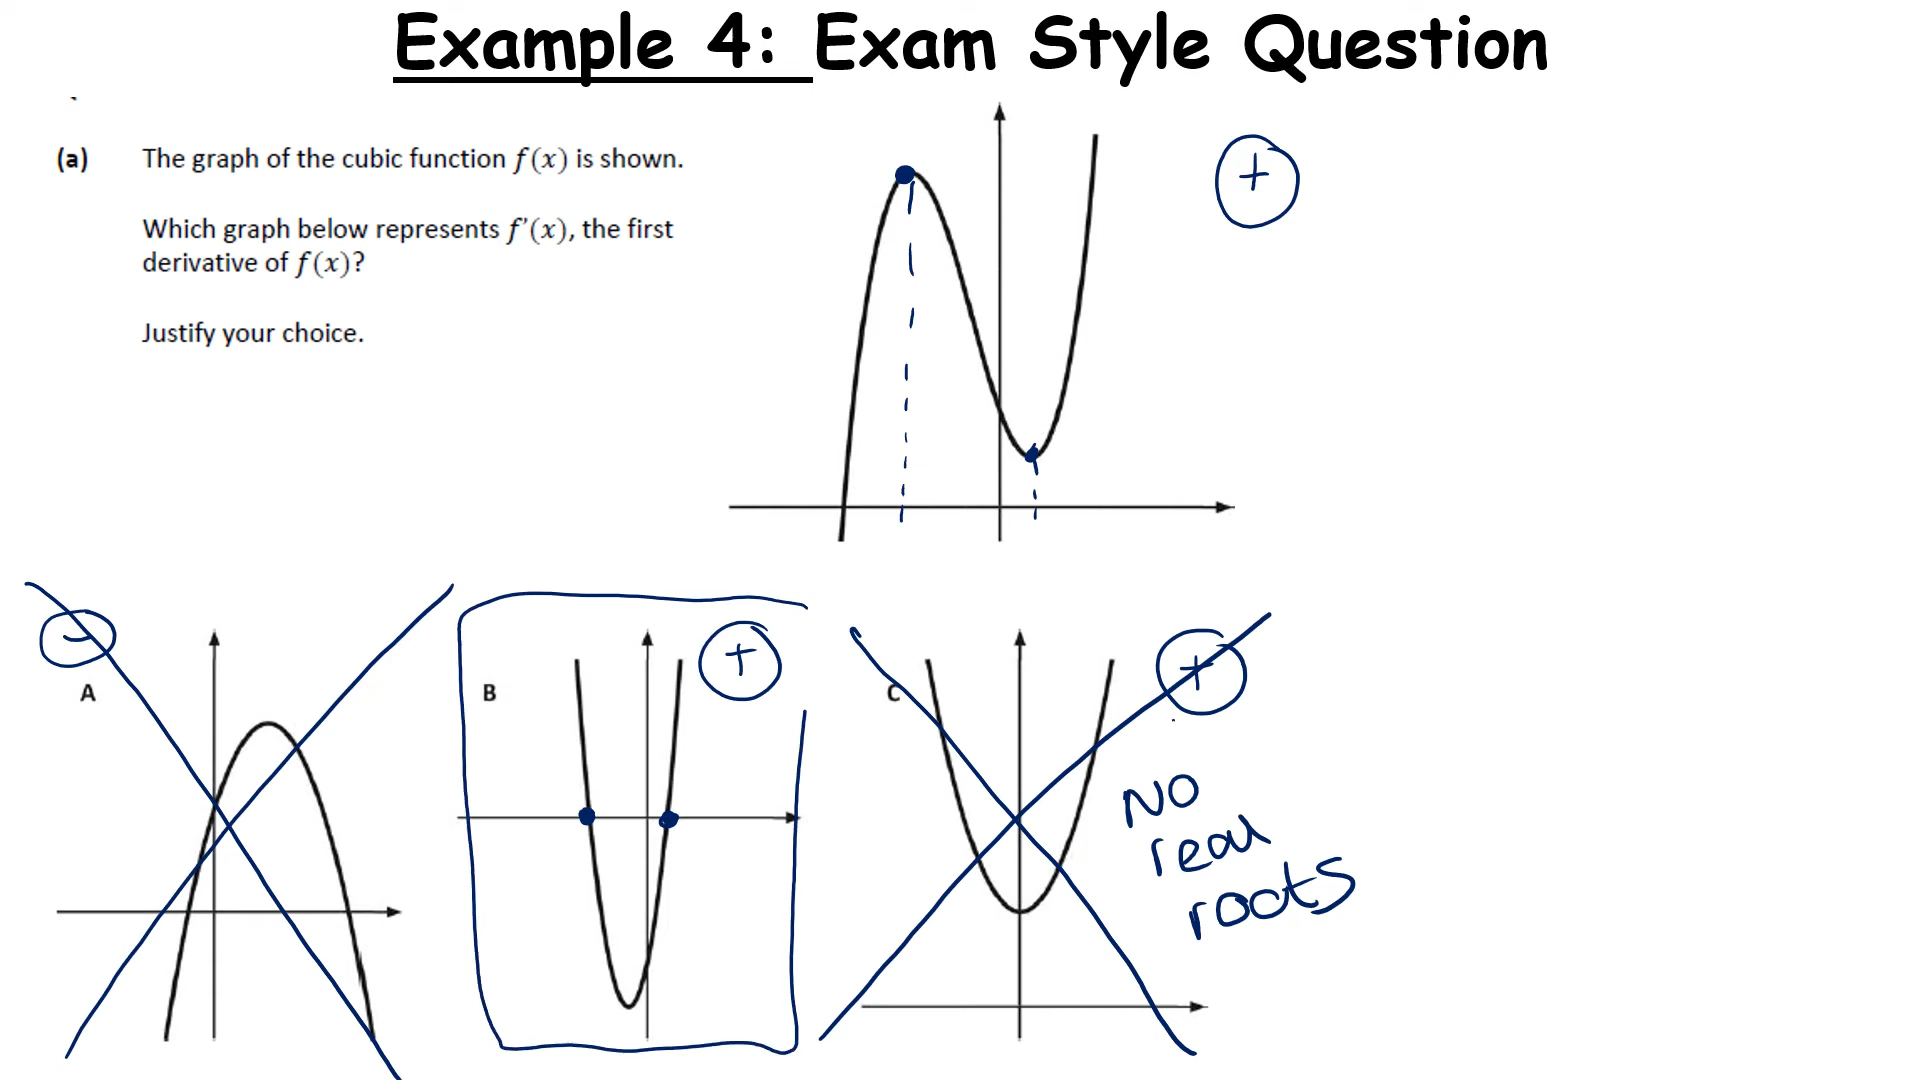 Example 4: Exam Style Question
(a) The graph of the cubic function f(x) is shown.
Which graph below represents f'(x), the first
derivative of f(x)?
Justify your choice.
+
−
A
B
+
C
+
NO
real
roots